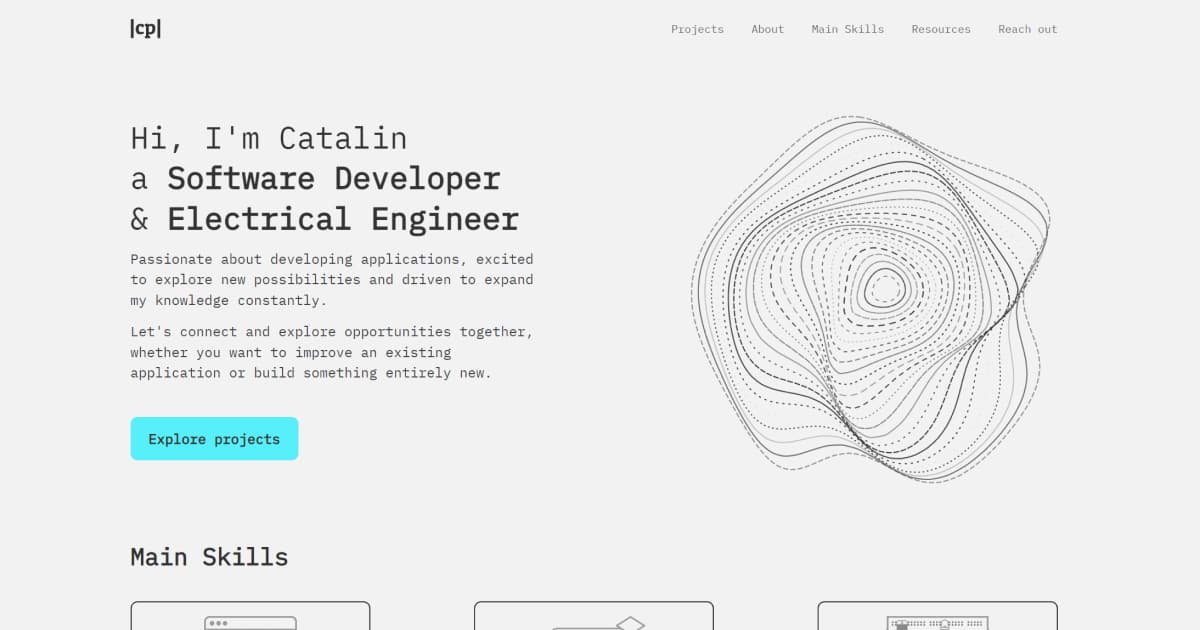 |cp|
Projects
About
Main Skills
Resources
Reach out
Hi, I'm Catalin
a Software Developer
& Electrical Engineer
Passionate about developing applications, excited
to explore new possibilities and driven to expand
my knowledge constantly.
Let's connect and explore opportunities together,
whether you want to improve an existing
application or build something entirely new.
Explore projects
Main Skills